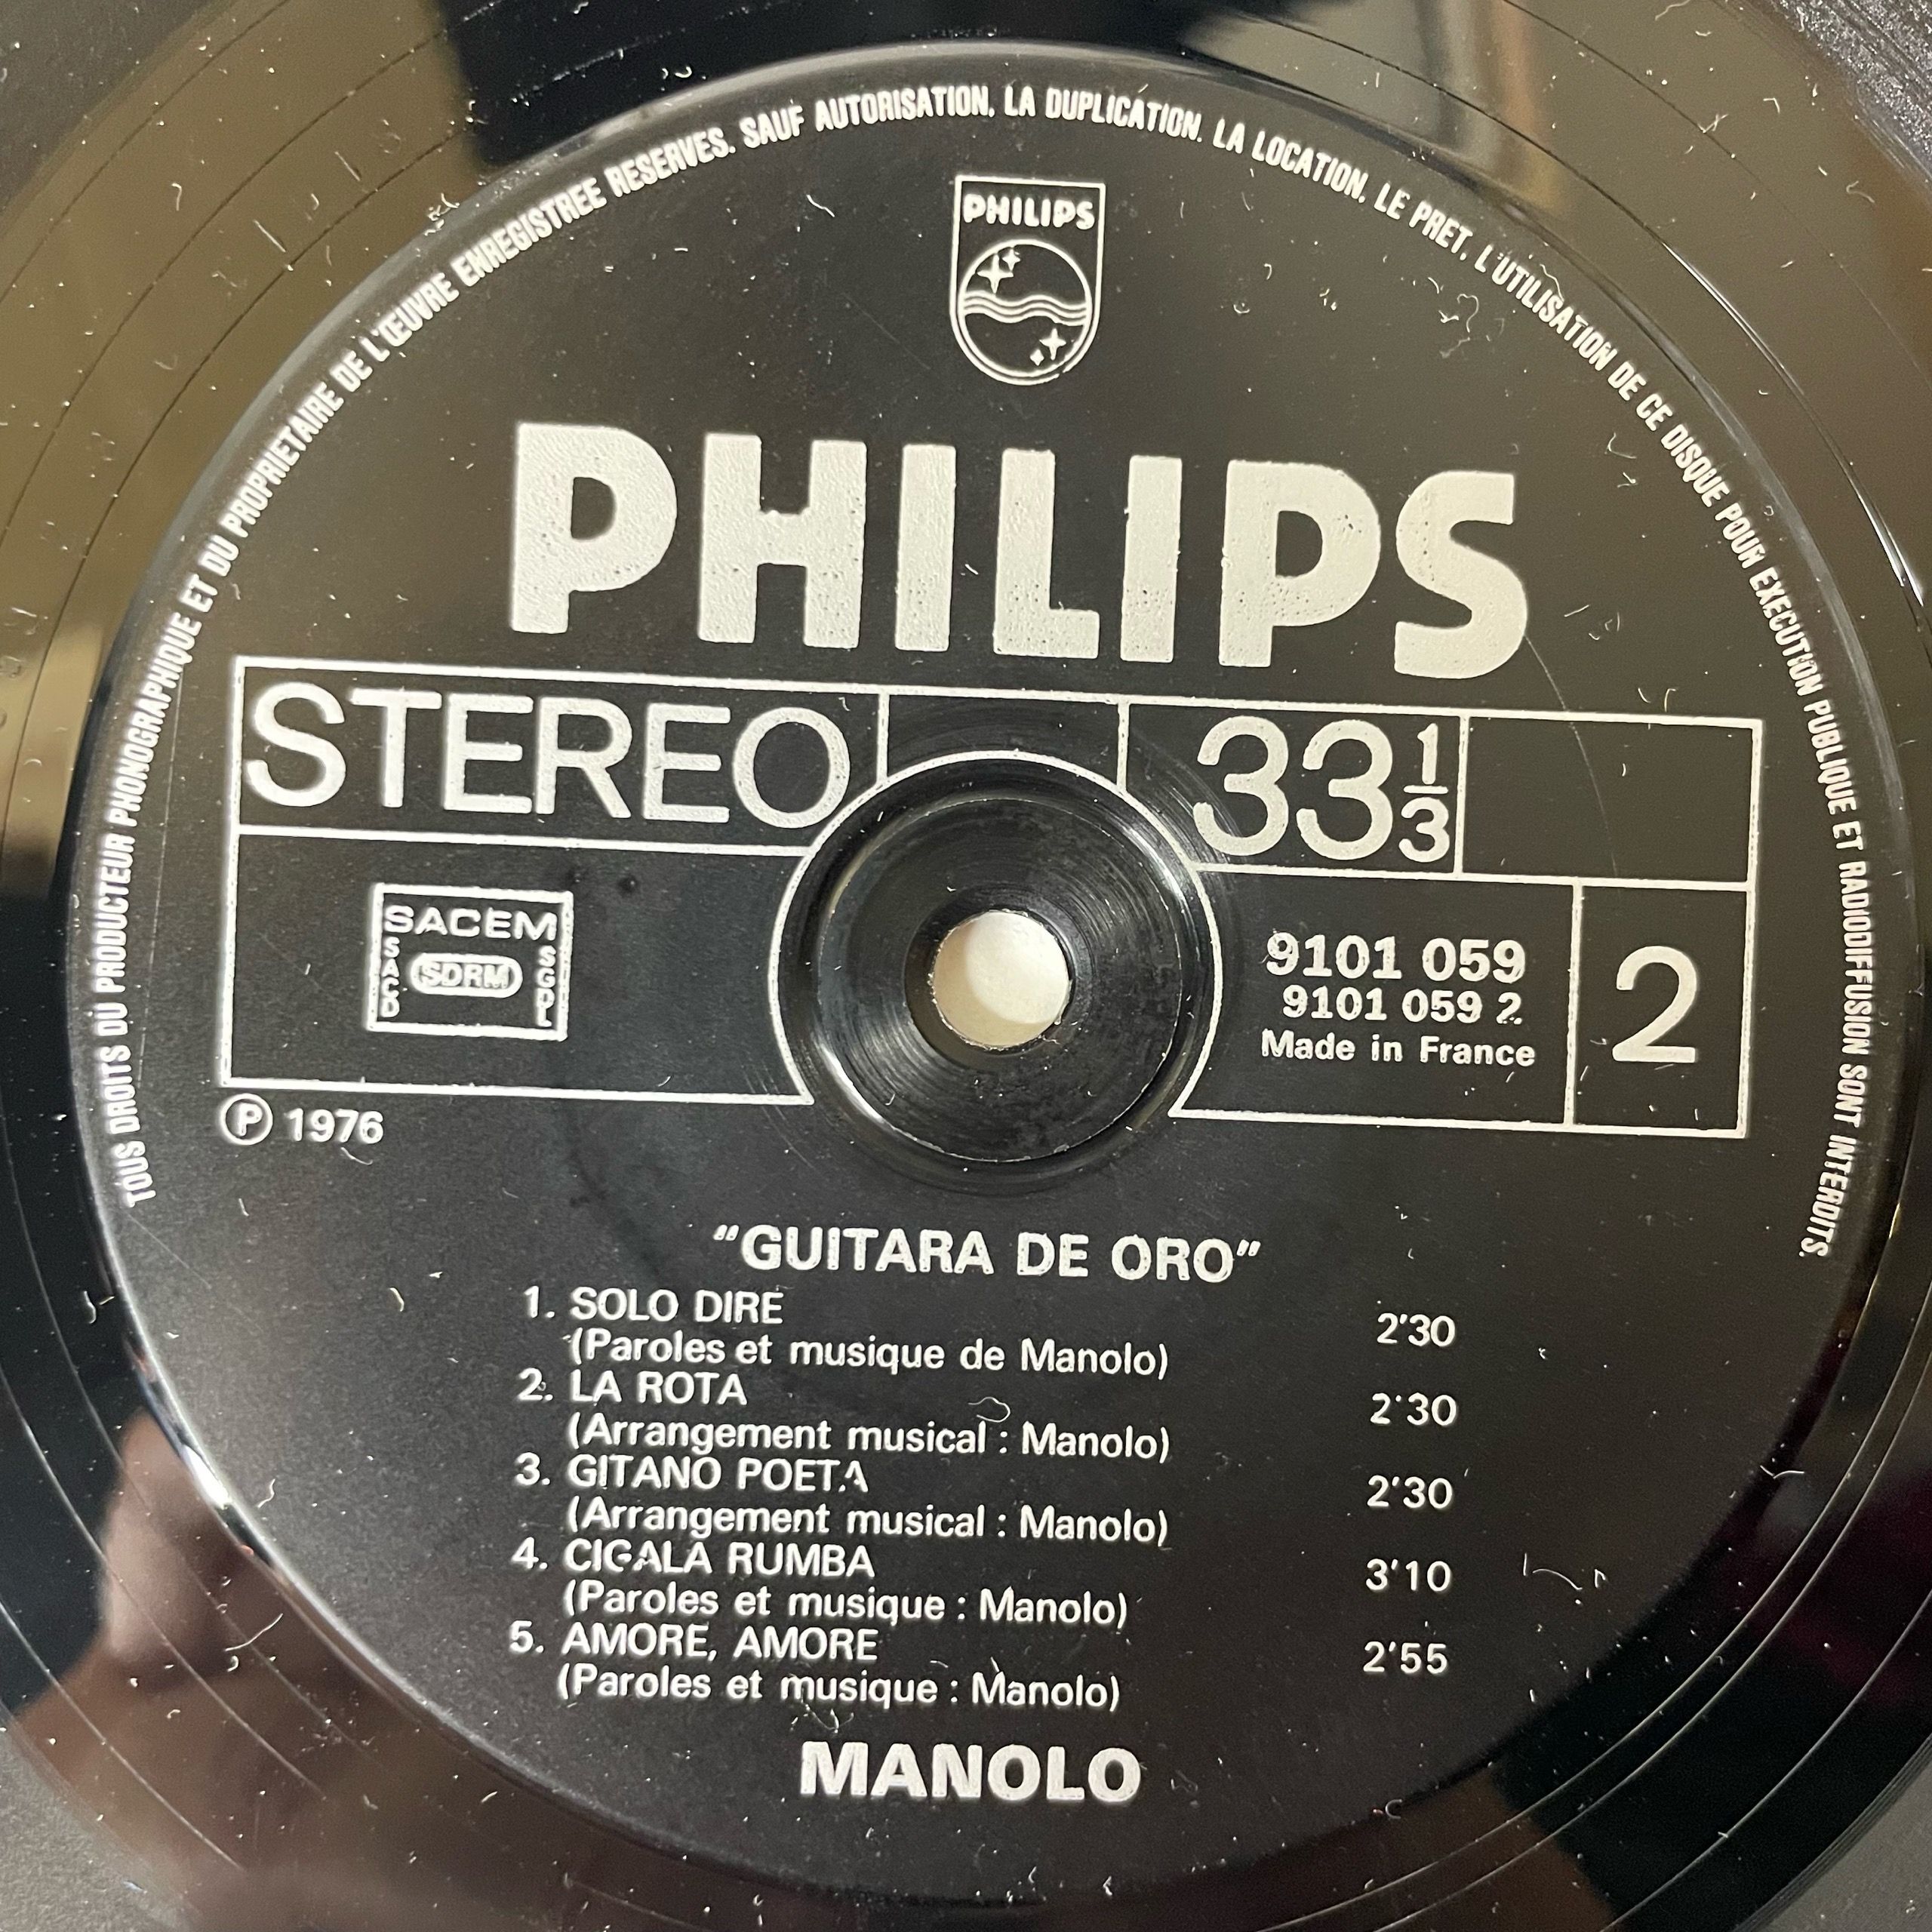 TOUS DROITS DU PRODUCTEUR PHONOGRAPHIQUE ET DU PROPRIETAIRE DE L'ŒUVRE ENREGISTREE RESERVES. SAUF AUTORISATION, LA DUPLICATION, LA LOCATION, LE PRET, L'UTILISATION DE CE DISQUE POUR EXECUTION PUBLIQUE ET RADIODIFFUSION SONT INTERDITS.
PHILIPS
PHILIPS
STEREO
33 1/3
SACEM
SACD
SDRM
SGDL
9101 059
9101 059 2
Made in France
2
Ⓟ 1976
"GUITARA DE ORO"
1. SOLO DIRE 2'30
(Paroles et musique de Manolo)
2. LA ROTA 2'30
(Arrangement musical : Manolo)
3. GITANO POETA 2'30
(Arrangement musical : Manolo)
4. CIGALA RUMBA 3'10
(Paroles et musique : Manolo)
5. AMORE, AMORE 2'55
(Paroles et musique : Manolo)
MANOLO